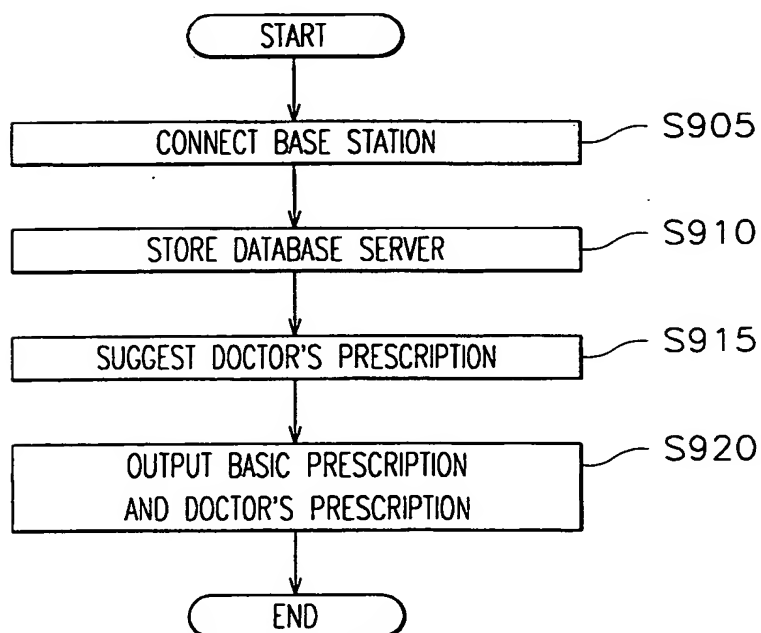 START
CONNECT BASE STATION
S905
STORE DATABASE SERVER
S910
SUGGEST DOCTOR'S PRESCRIPTION
S915
OUTPUT BASIC PRESCRIPTION
AND DOCTOR'S PRESCRIPTION
S920
END